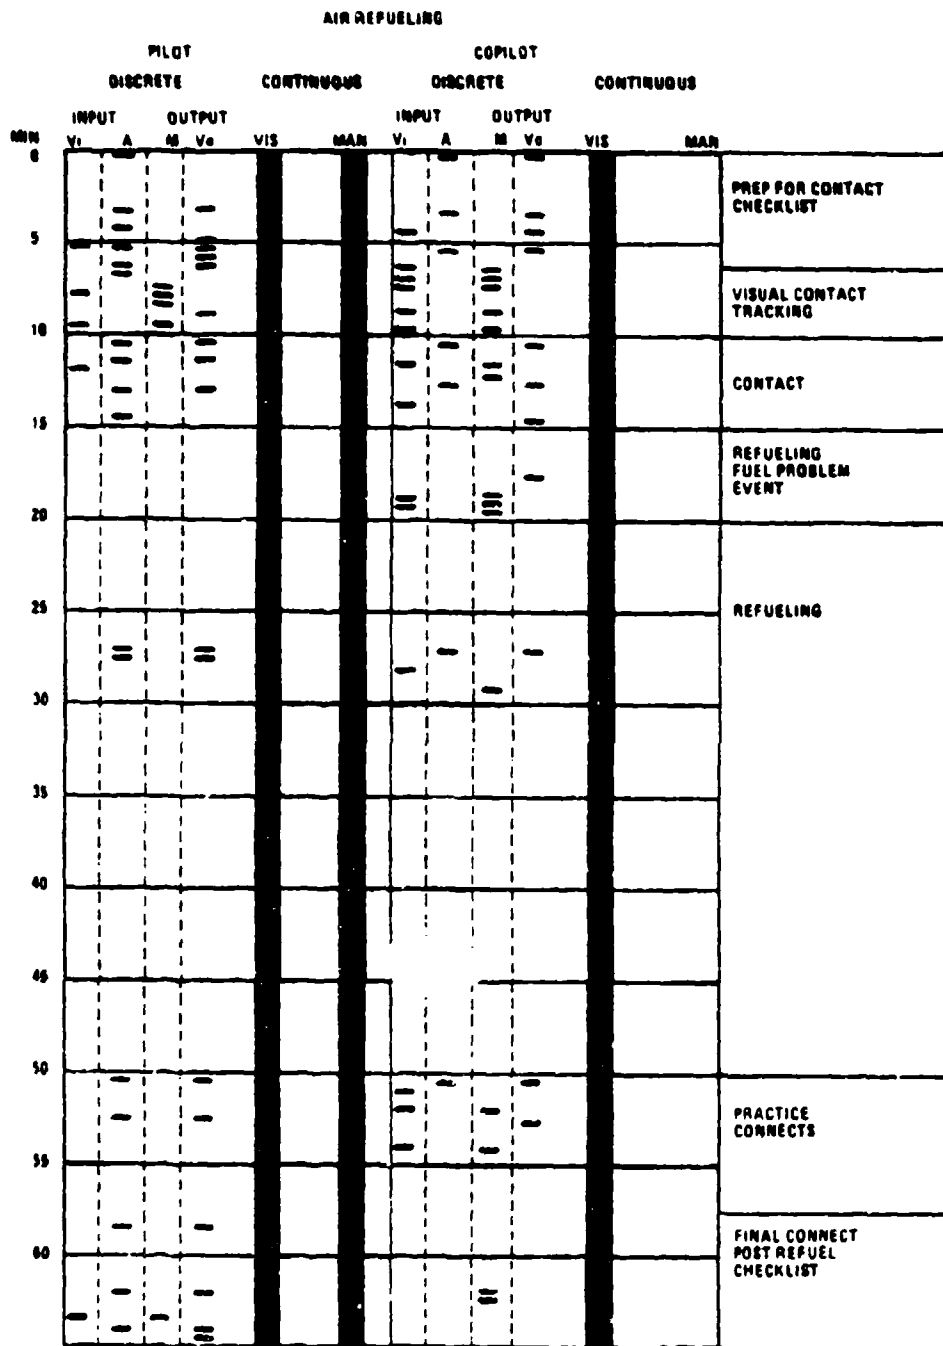 AIR REFUELING
PILOT COPILOT
DISCRETE CONTINUOUS DISCRETE CONTINUOUS
INPUT OUTPUT INPUT OUTPUT
MIN VI A M VO VIS MAN VI A M VO VIS MAN
0
PREP FOR CONTACT
CHECKLIST
5
VISUAL CONTACT
TRACKING
10
CONTACT
15
REFUELING
FUEL PROBLEM
EVENT
20
25 REFUELING
30
35
40
45
50
PRACTICE
CONNECTS
55
FINAL CONNECT
60 POST REFUEL
CHECKLIST